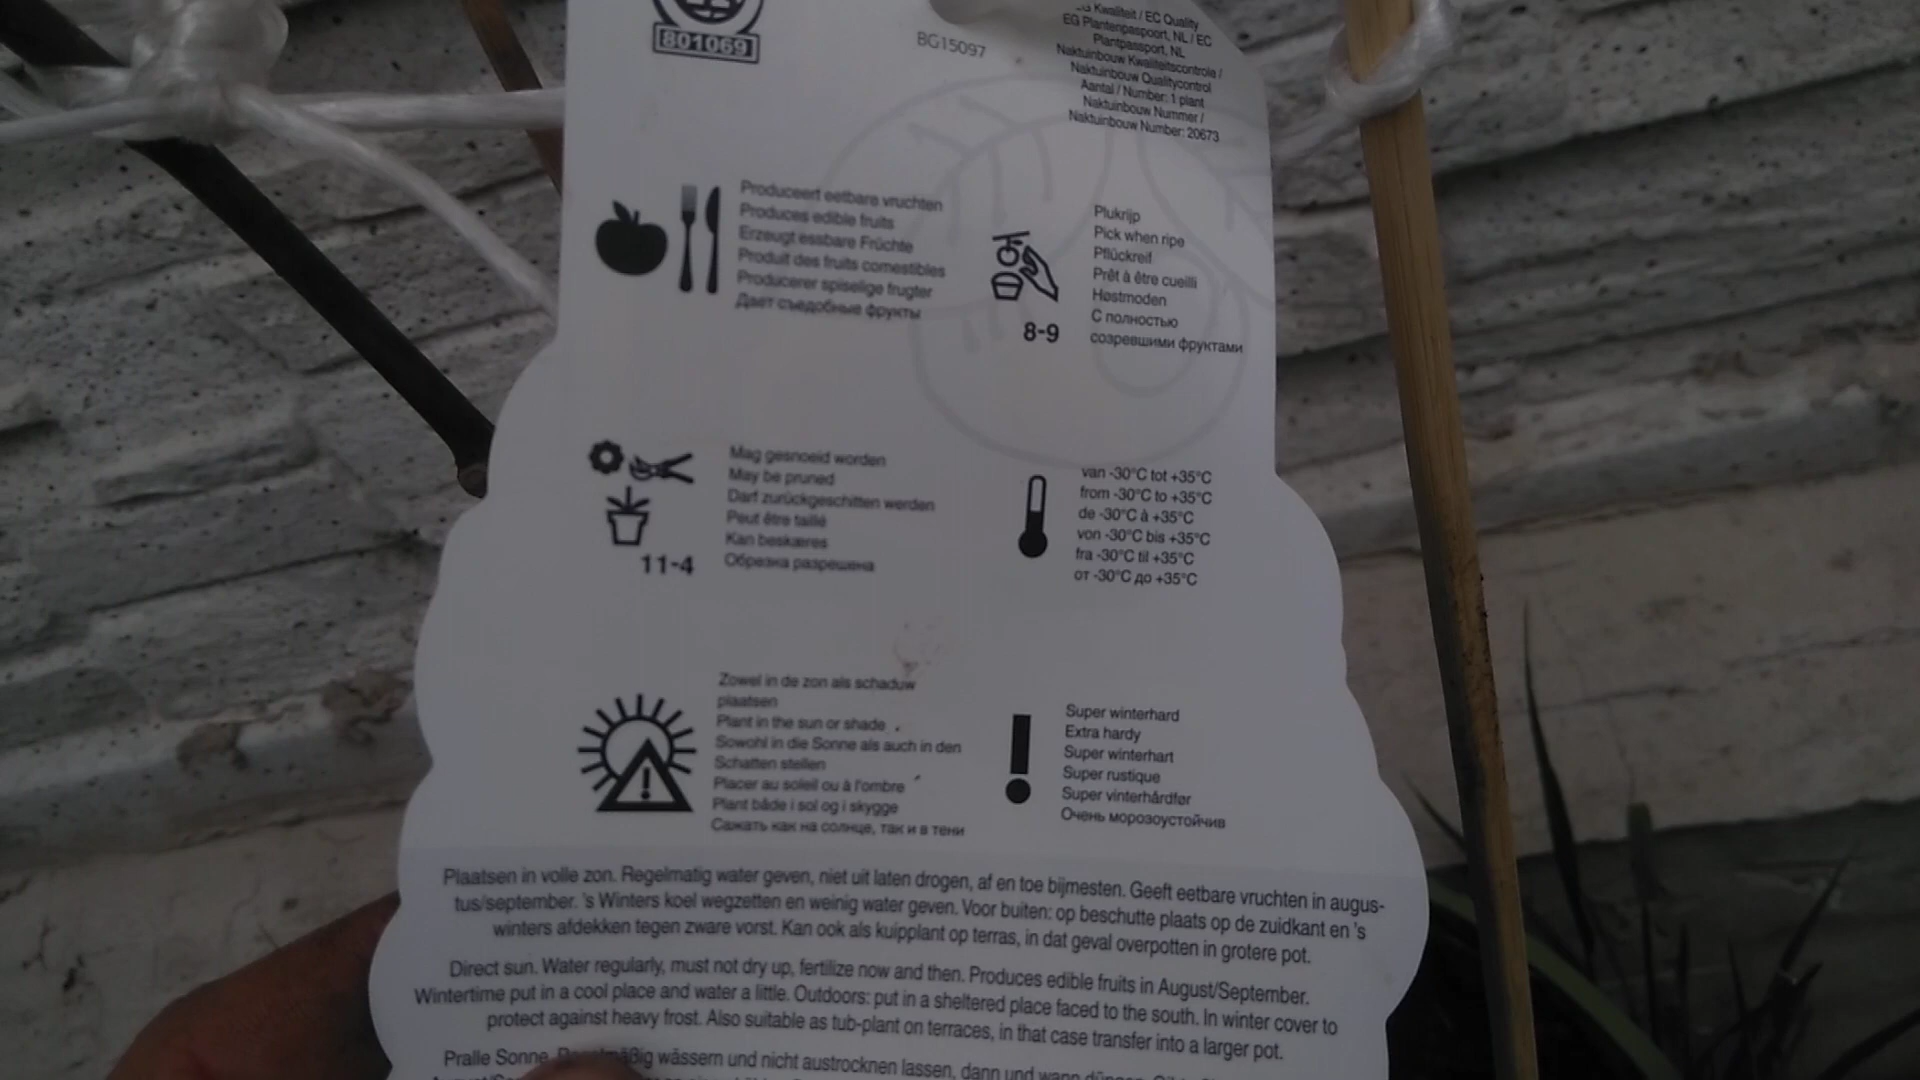 801069
BG15097
Kwaliteit / EC Quality
EG Plantenpaspoort, NL / EC
Plantpassport, NL
Naktuinbouw Kwaliteitscontrole /
Naktuinbouw Qualitycontrol
Aantal / Number: 1 plant
Naktuinbouw Nummer /
Naktuinbouw Number: 20673
Produceert eetbare vruchten
Produces edible fruits
Erzeugt essbare Früchte
Produit des fruits comestibles
Producerer spiselige frugter
Дает съедобные фрукты
Plukrijp
Pick when ripe
Pflückreif
Prêt à être cueilli
Høstmoden
С полностью
созревшими фруктами
8-9
Mag gesnoeid worden
May be pruned
Darf zurückgeschitten werden
Peut être taillé
Kan beskæres
Обрезка разрешена
11-4
van -30°C tot +35°C
from -30°C to +35°C
de -30°C à +35°C
von -30°C bis +35°C
fra -30°C til +35°C
от -30°C до +35°C
Zowel in de zon als schaduw
plaatsen
Plant in the sun or shade
Sowohl in die Sonne als auch in den
Schatten stellen
Placer au soleil ou à l'ombre
Plant både i sol og i skygge
Сажать как на солнце, так и в тени
Super winterhard
Extra hardy
Super winterhart
Super rustique
Super vinterhårdfør
Очень морозоустойчив
Plaatsen in volle zon. Regelmatig water geven, niet uit laten drogen, af en toe bijmesten. Geeft eetbare vruchten in augus-
tus/september. 's Winters koel wegzetten en weinig water geven. Voor buiten: op beschutte plaats op de zuidkant en 's
winters afdekken tegen zware vorst. Kan ook als kuipplant op terras, in dat geval overpotten in grotere pot.
Direct sun. Water regularly, must not dry up, fertilize now and then. Produces edible fruits in August/September.
Wintertime put in a cool place and water a little. Outdoors: put in a sheltered place faced to the south. In winter cover to
protect against heavy frost. Also suitable as tub-plant on terraces, in that case transfer into a larger pot.
Pralle Sonne. wässern und nicht austrocknen lassen, dann und wann